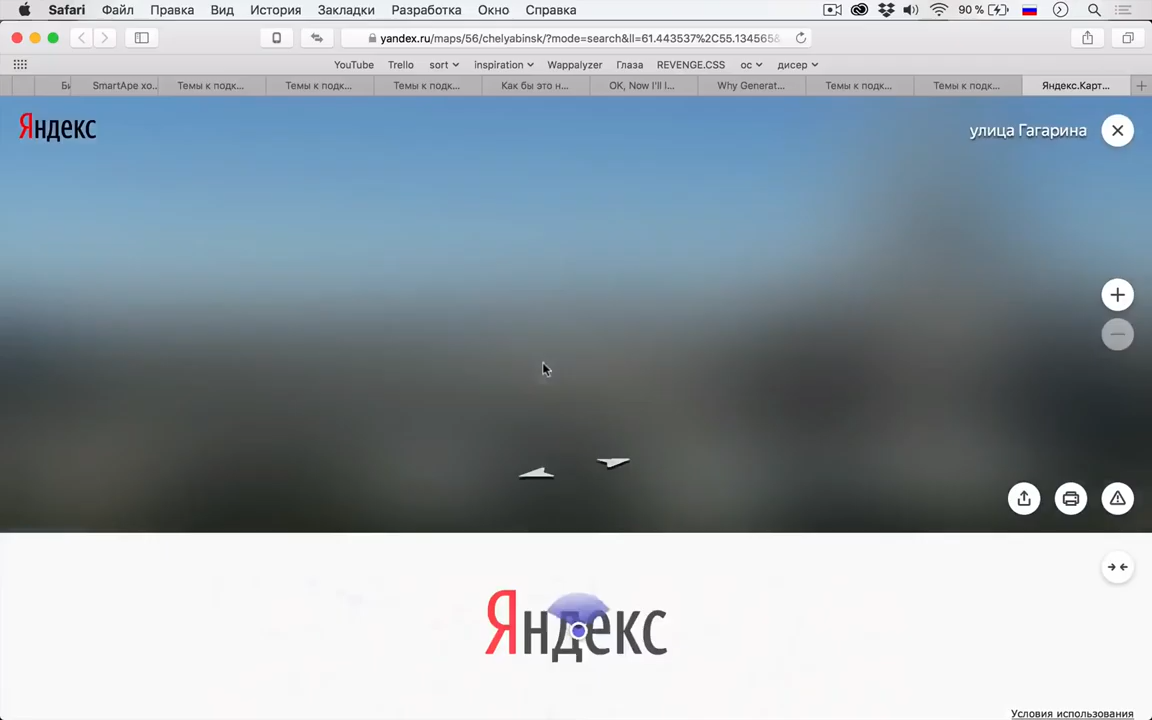 Safari Файл Правка Вид История Закладки Разработка Окно Справка 90 %
yandex.ru/maps/56/chelyabinsk/?mode=search&ll=61.443537%2C55.134565&
YouTube Trello sort inspiration Wappalyzer Глаза REVENGE.CSS ос дисер
Би SmartApe хо... Темы к подк... Темы к подк... Темы к подк... Как бы это н... OK, Now I'll I... Why Generat... Темы к подк... Темы к подк... Яндекс.Карт...
Яндекс
улица Гагарина
Яндекс
Условия использования